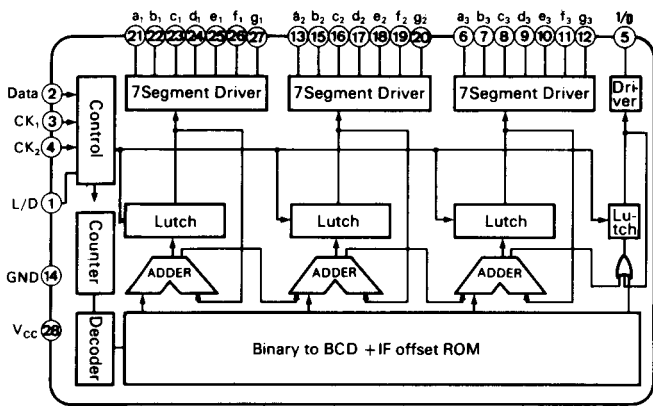 a1 b1 c1 d1 e1 f1 g1 a2 b2 c2 d2 e2 f2 g2 a3 b3 c3 d3 e3 f3 g3
21 22 23 24 25 26 27 13 15 16 17 18 19 20 6 7 8 9 10 11 12 5
Data 2
CK1 3
CK2 4
L/D 1
GND 14
VCC 28
Control
Counter
Decoder
7Segment Driver
7Segment Driver
7Segment Driver
Dri
ver
Lutch
Lutch
Lutch
Lu-
tch
ADDER
ADDER
ADDER
Binary to BCD + IF offset ROM